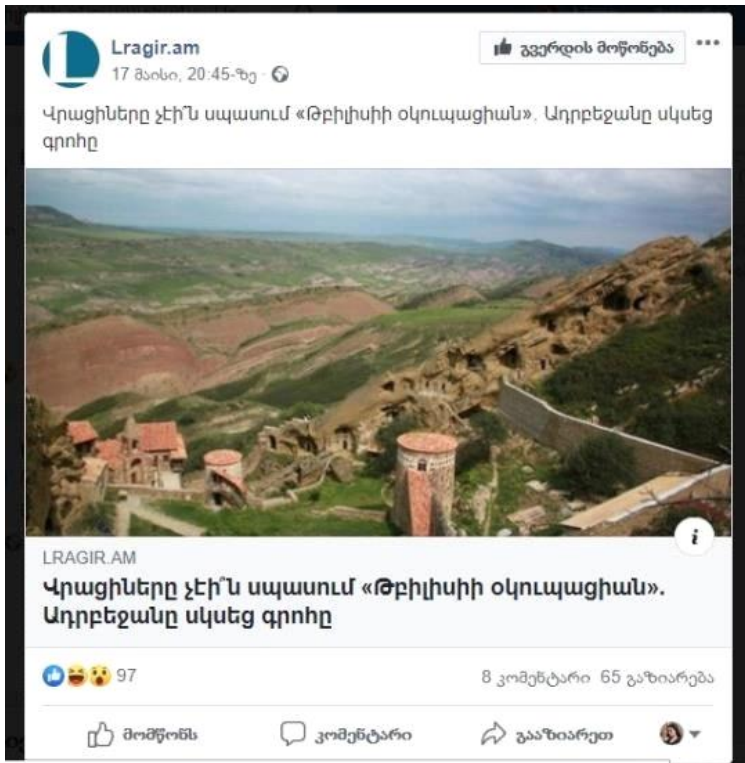 Lragir.am
გვერდის მოწონება
17 მაისი, 20:45-ზე
Վրացիները չէի՞ն սպասում «Թբիլիսիի օկուպացիան». Ադրբեջանը սկսեց
գրոհը
LRAGIR.AM
Վրացիները չէի՞ն սպասում «Թբիլիսիի օկուպացիան».
Ադրբեջանը սկսեց գրոհը
97
8 კომენტარი 65 გაზიარება
მომწონს
კომენტარი
გააზიარეთ